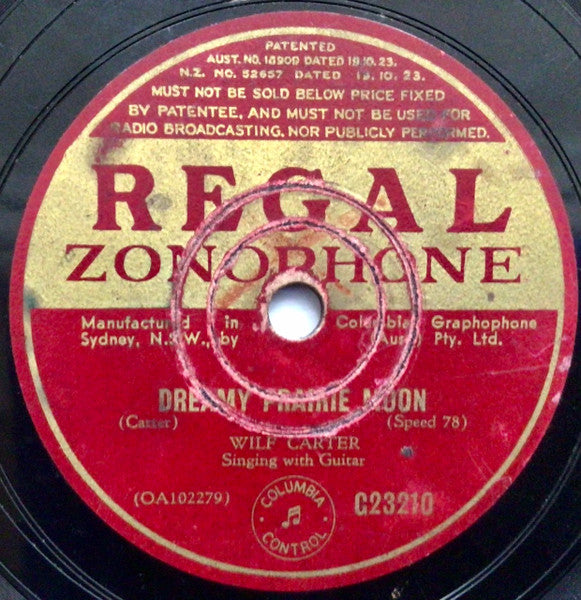 PATENTED
AUST. NO. 18909 DATED 19.10.23.
N.Z. NO. 52657 DATED 19.10.23.
MUST NOT BE SOLD BELOW PRICE FIXED
BY PATENTEE, AND MUST NOT BE USED FOR
RADIO BROADCASTING, NOR PUBLICLY PERFORMED.
REGAL
ZONOPHONE
Manufactured in Sydney, N.S.W., by
Columbia Graphophone (Aust.) Pty. Ltd.
DREAMY PRAIRIE MOON
(Carter) (Speed 78)
WILF CARTER
Singing with Guitar
(OA102279) COLUMBIA CONTROL G23210